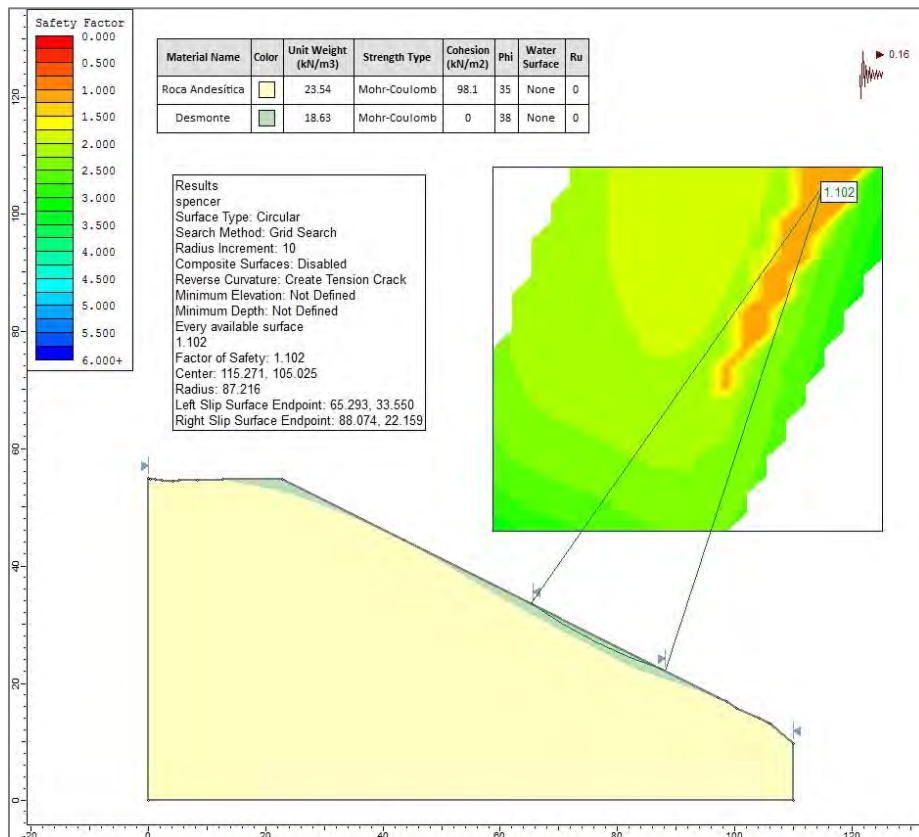 Safety Factor
0.000
0.500
1.000
1.500
2.000
2.500
3.000
3.500
4.000
4.500
5.000
5.500
6.000+
Material Name Color Unit Weight (kN/m3) Strength Type Cohesion (kN/m2) Phi Water Surface Ru
Roca Andesítica 23.54 Mohr-Coulomb 98.1 35 None 0
Desmonte 18.63 Mohr-Coulomb 0 38 None 0
0.16
Results
spencer
Surface Type: Circular
Search Method: Grid Search
Radius Increment: 10
Composite Surfaces: Disabled
Reverse Curvature: Create Tension Crack
Minimum Elevation: Not Defined
Minimum Depth: Not Defined
Every available surface
1.102
Factor of Safety: 1.102
Center: 115.271, 105.025
Radius: 87.216
Left Slip Surface Endpoint: 65.293, 33.550
Right Slip Surface Endpoint: 88.074, 22.159
1.102
120
100
80
60
40
20
0
-20 0 20 40 60 80 100 120